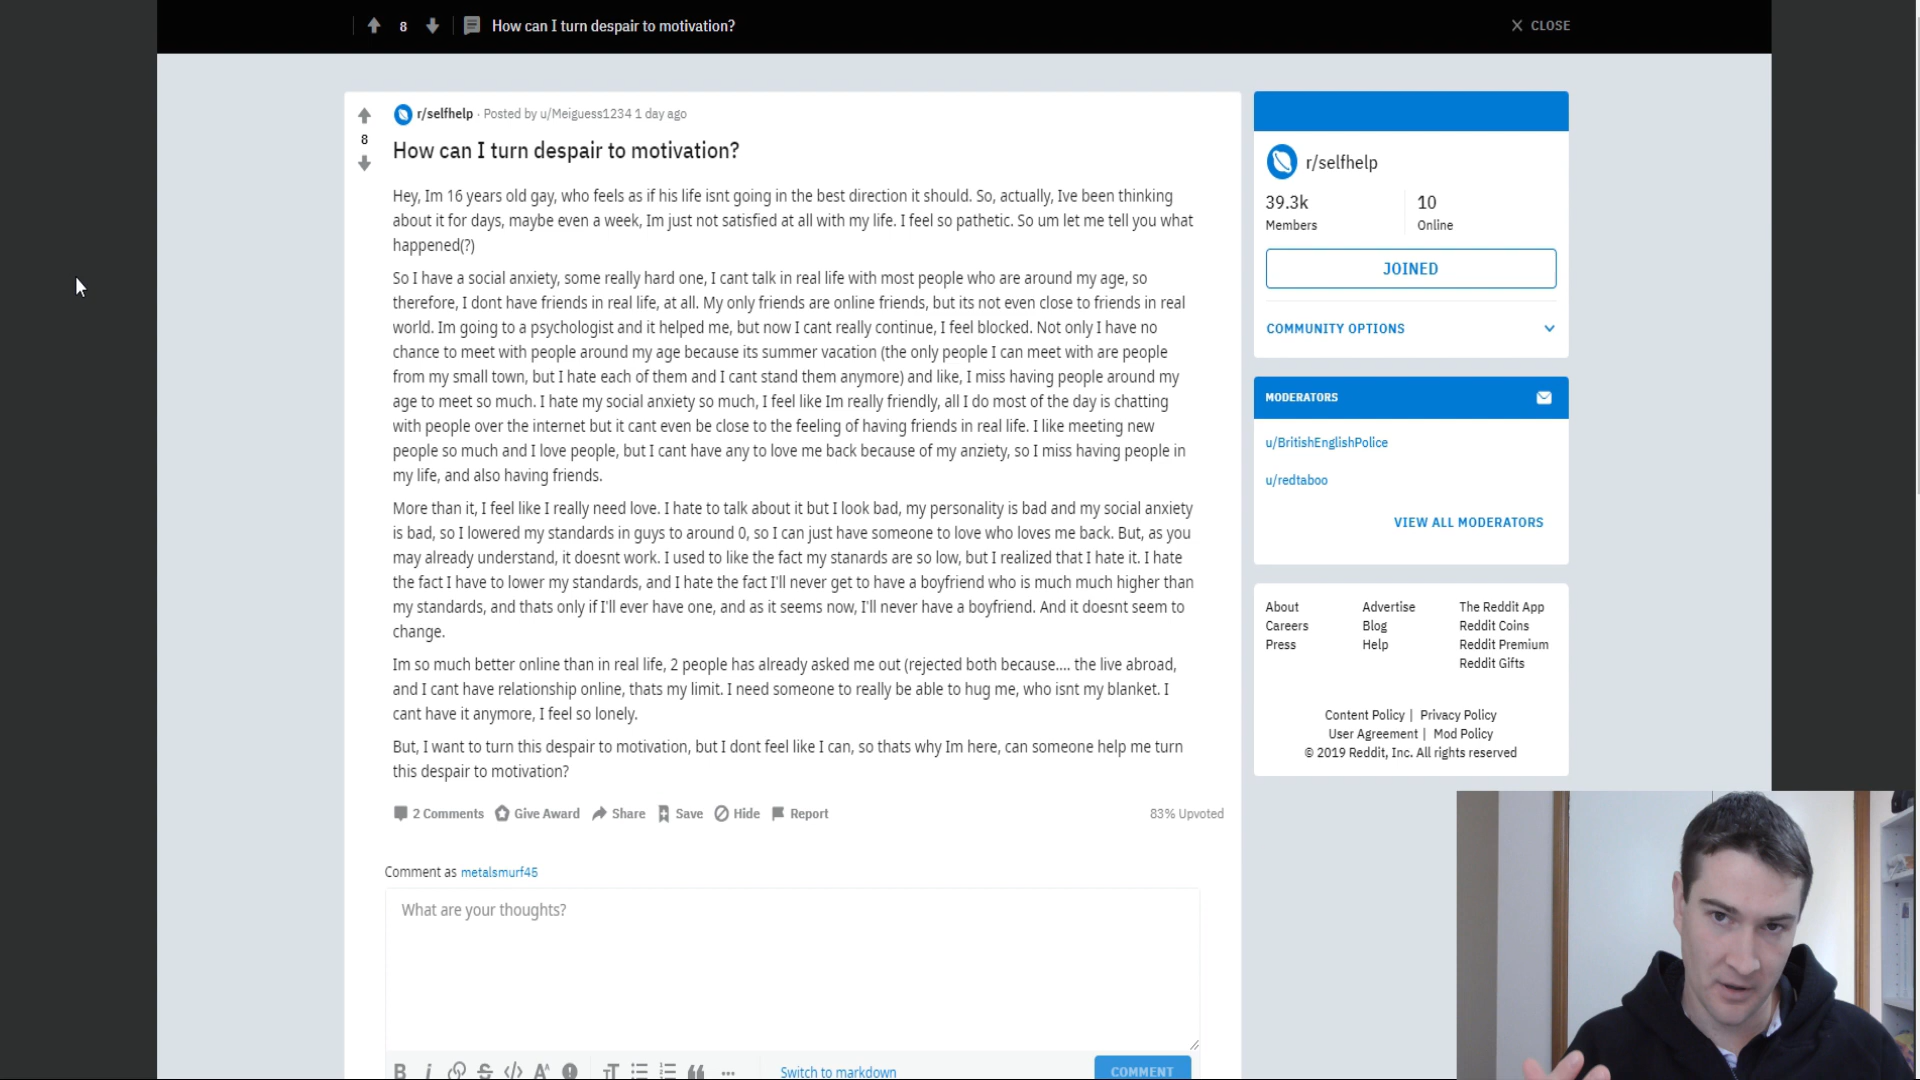 8 How can I turn despair to motivation? CLOSE
r/selfhelp · Posted by u/Meiguess1234 1 day ago
8
How can I turn despair to motivation?
Hey, Im 16 years old gay, who feels as if his life isnt going in the best direction it should. So, actually, Ive been thinking
about it for days, maybe even a week, Im just not satisfied at all with my life. I feel so pathetic. So um let me tell you what
happened(?)
So I have a social anxiety, some really hard one, I cant talk in real life with most people who are around my age, so
therefore, I dont have friends in real life, at all. My only friends are online friends, but its not even close to friends in real
world. Im going to a psychologist and it helped me, but now I cant really continue, I feel blocked. Not only I have no
chance to meet with people around my age because its summer vacation (the only people I can meet with are people
from my small town, but I hate each of them and I cant stand them anymore) and like, I miss having people around my
age to meet so much. I hate my social anxiety so much, I feel like Im really friendly, all I do most of the day is chatting
with people over the internet but it cant even be close to the feeling of having friends in real life. I like meeting new
people so much and I love people, but I cant have any to love me back because of my anziety, so I miss having people in
my life, and also having friends.
More than it, I feel like I really need love. I hate to talk about it but I look bad, my personality is bad and my social anxiety
is bad, so I lowered my standards in guys to around 0, so I can just have someone to love who loves me back. But, as you
may already understand, it doesnt work. I used to like the fact my stanards are so low, but I realized that I hate it. I hate
the fact I have to lower my standards, and I hate the fact I'll never get to have a boyfriend who is much much higher than
my standards, and thats only if I'll ever have one, and as it seems now, I'll never have a boyfriend. And it doesnt seem to
change.
Im so much better online than in real life, 2 people has already asked me out (rejected both because.... the live abroad,
and I cant have relationship online, thats my limit. I need someone to really be able to hug me, who isnt my blanket. I
cant have it anymore, I feel so lonely.
But, I want to turn this despair to motivation, but I dont feel like I can, so thats why Im here, can someone help me turn
this despair to motivation?
2 Comments Give Award Share Save Hide Report 83% Upvoted
Comment as metalsmurf45
What are your thoughts?
B i S </> A T ... Switch to markdown COMMENT
r/selfhelp
39.3k 10
Members Online
JOINED
COMMUNITY OPTIONS
MODERATORS
u/BritishEnglishPolice
u/redtaboo
VIEW ALL MODERATORS
About Advertise The Reddit App
Careers Blog Reddit Coins
Press Help Reddit Premium
Reddit Gifts
Content Policy | Privacy Policy
User Agreement | Mod Policy
© 2019 Reddit, Inc. All rights reserved